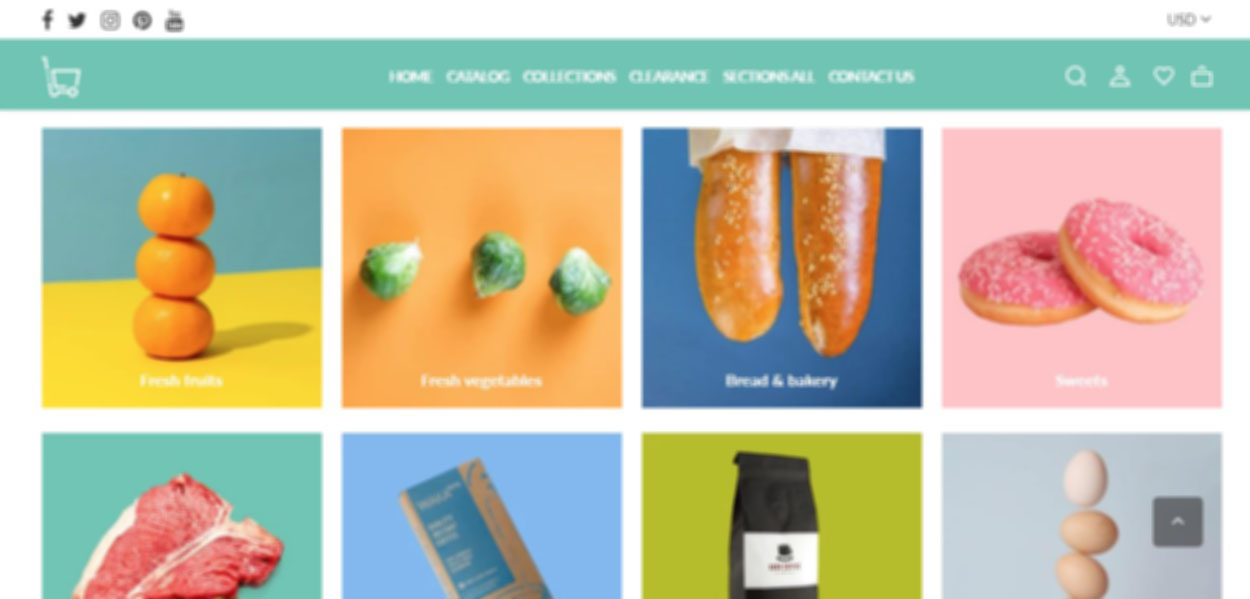 USD
HOME CATALOG COLLECTIONS CLEARANCE SECTIONS ALL CONTACT US
Fresh fruits
Fresh vegetables
Bread & bakery
Sweets